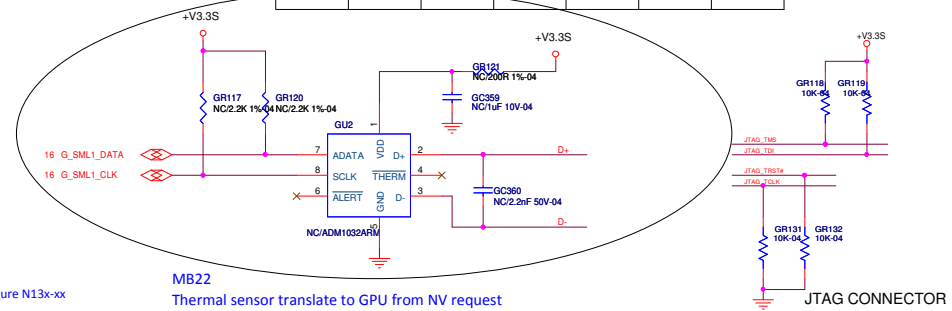 +V3.3S
+V3.3S
+V3.3S
GR117
NC/2.2K 1%-04
GR120
NC/2.2K 1%-04
GR121
NC/200R 1%-04
GC359
NC/1uF 10V-04
GR118
10K-04
GR119
10K-04
GU2
1
16 G_SML1_DATA
7
ADATA
VDD
D+
2
D+
JTAG_TMS
JTAG_TDI
16 G_SML1_CLK
8
SCLK
THERM
4
JTAG_TRST#
JTAG_TCLK
6
ALERT
GND
D-
3
GC360
NC/2.2nF 50V-04
D-
5
NC/ADM1032ARM
GR131
10K-04
GR132
10K-04
MB22
ure N13x-xx
Thermal sensor translate to GPU from NV request
JTAG CONNECTOR